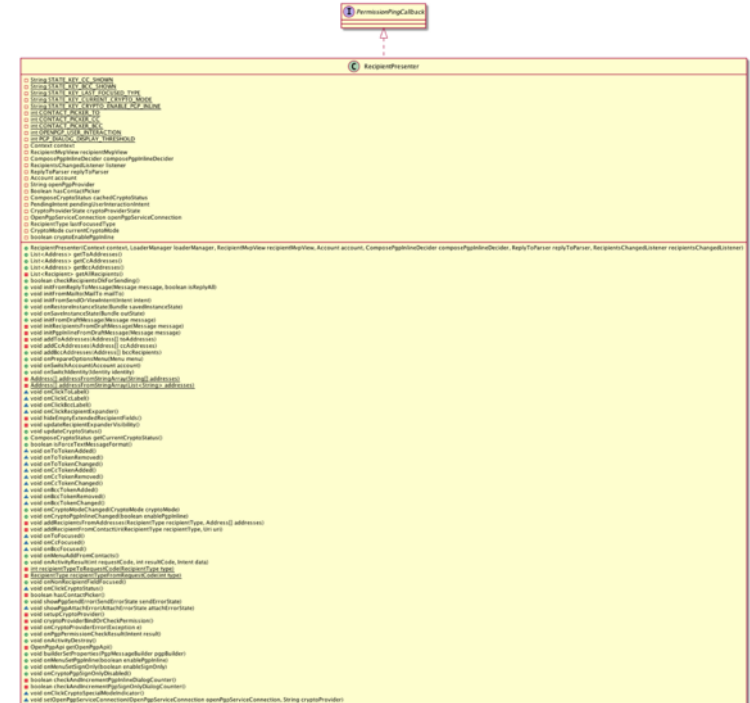 PermissionPingCallback
RecipientPresenter
String STATE_KEY_CC_SHOWN
String STATE_KEY_BCC_SHOWN
String STATE_KEY_LAST_FOCUSED_TYPE
String STATE_KEY_CURRENT_CRYPTO_MODE
String STATE_KEY_CRYPTO_ENABLE_PGP_INLINE
int CONTACT_PICKER_TO
int CONTACT_PICKER_CC
int CONTACT_PICKER_BCC
int OPENPGP_USER_INTERACTION
int PGP_DIALOG_DISPLAY_THRESHOLD
Context context
RecipientMvpView recipientMvpView
ComposePgpInlineDecider composePgpInlineDecider
RecipientsChangedListener listener
ReplyToParser replyToParser
Account account
String openPgpProvider
Boolean hasContactPicker
ComposeCryptoStatus cachedCryptoStatus
PendingIntent pendingUserInteractionIntent
CryptoProviderState cryptoProviderState
OpenPgpServiceConnection openPgpServiceConnection
RecipientType lastFocusedType
CryptoMode currentCryptoMode
boolean cryptoEnablePgpInline
RecipientPresenter(Context context, LoaderManager loaderManager, RecipientMvpView recipientMvpView, Account account, ComposePgpInlineDecider composePgpInlineDecider, ReplyToParser replyToParser, RecipientsChangedListener recipientsChangedListener)
List<Address> getToAddresses()
List<Address> getCcAddresses()
List<Address> getBccAddresses()
List<Recipient> getAllRecipients()
boolean checkRecipientsOkForSending()
void initFromReplyToMessage(Message message, boolean isReplyAll)
void initFromMailto(MailTo mailTo)
void initFromSendOrViewIntent(Intent intent)
void onRestoreInstanceState(Bundle savedInstanceState)
void onSaveInstanceState(Bundle outState)
void initFromDraftMessage(Message message)
void initRecipientsFromDraftMessage(Message message)
void initPgpInlineFromDraftMessage(Message message)
void addToAddresses(Address[] toAddresses)
void addCcAddresses(Address[] ccAddresses)
void addBccAddresses(Address[] bccRecipients)
void onPrepareOptionsMenu(Menu menu)
void onSwitchAccount(Account account)
void onSwitchIdentity(Identity identity)
Address[] addressFromStringArray(String[] addresses)
Address[] addressFromStringArray(List<String> addresses)
void onClickToLabel()
void onClickCcLabel()
void onClickBccLabel()
void onClickRecipientExpander()
void hideEmptyExtendedRecipientFields()
void updateRecipientExpanderVisibility()
void updateCryptoStatus()
ComposeCryptoStatus getCurrentCryptoStatus()
boolean isForceTextMessageFormat()
void onToTokenAdded()
void onToTokenRemoved()
void onToTokenChanged()
void onCcTokenAdded()
void onCcTokenRemoved()
void onCcTokenChanged()
void onBccTokenAdded()
void onBccTokenRemoved()
void onBccTokenChanged()
void onCryptoModeChanged(CryptoMode cryptoMode)
void onCryptoPgpInlineChanged(boolean enablePgpInline)
void addRecipientsFromAddresses(RecipientType recipientType, Address[] addresses)
void addRecipientFromContactUri(RecipientType recipientType, Uri uri)
void onToFocused()
void onCcFocused()
void onBccFocused()
void onMenuAddFromContacts()
void onActivityResult(int requestCode, int resultCode, Intent data)
int recipientTypeToRequestCode(RecipientType type)
RecipientType recipientTypeFromRequestCode(int type)
void onNonRecipientFieldFocused()
void onClickCryptoStatus()
boolean hasContactPicker()
void showPgpSendError(SendErrorState sendErrorState)
void showPgpAttachError(AttachErrorState attachErrorState)
void setupCryptoProvider()
void cryptoProviderBindOrCheckPermission()
void onCryptoProviderError(Exception e)
void onPgpPermissionCheckResult(Intent result)
void onActivityDestroy()
OpenPgpApi getOpenPgpApi()
void builderSetProperties(PgpMessageBuilder pgpBuilder)
void onMenuSetPgpInline(boolean enablePgpInline)
void onMenuSetSignOnly(boolean enableSignOnly)
void onCryptoPgpSignOnlyDisabled()
boolean checkAndIncrementPgpInlineDialogCounter()
boolean checkAndIncrementPgpSignOnlyDialogCounter()
void onClickCryptoSpecialModeIndicator()
void setOpenPgpServiceConnection(OpenPgpServiceConnection openPgpServiceConnection, String cryptoProvider)